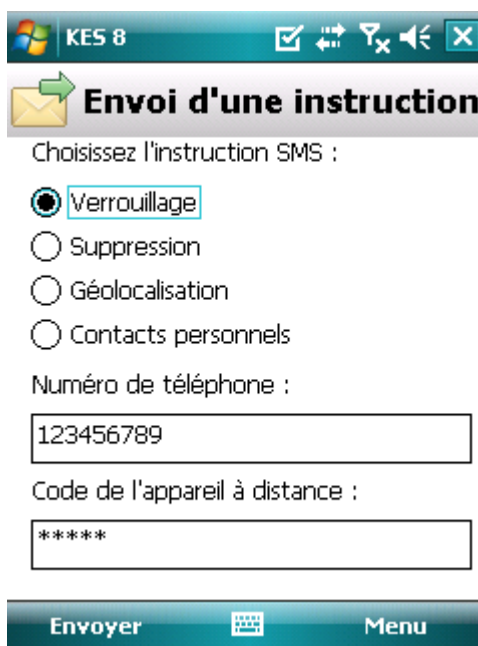 KES 8
Envoi d'une instruction
Choisissez l'instruction SMS :
Verrouillage
Suppression
Géolocalisation
Contacts personnels
Numéro de téléphone :
123456789
Code de l'appareil à distance :
*****
Envoyer Menu